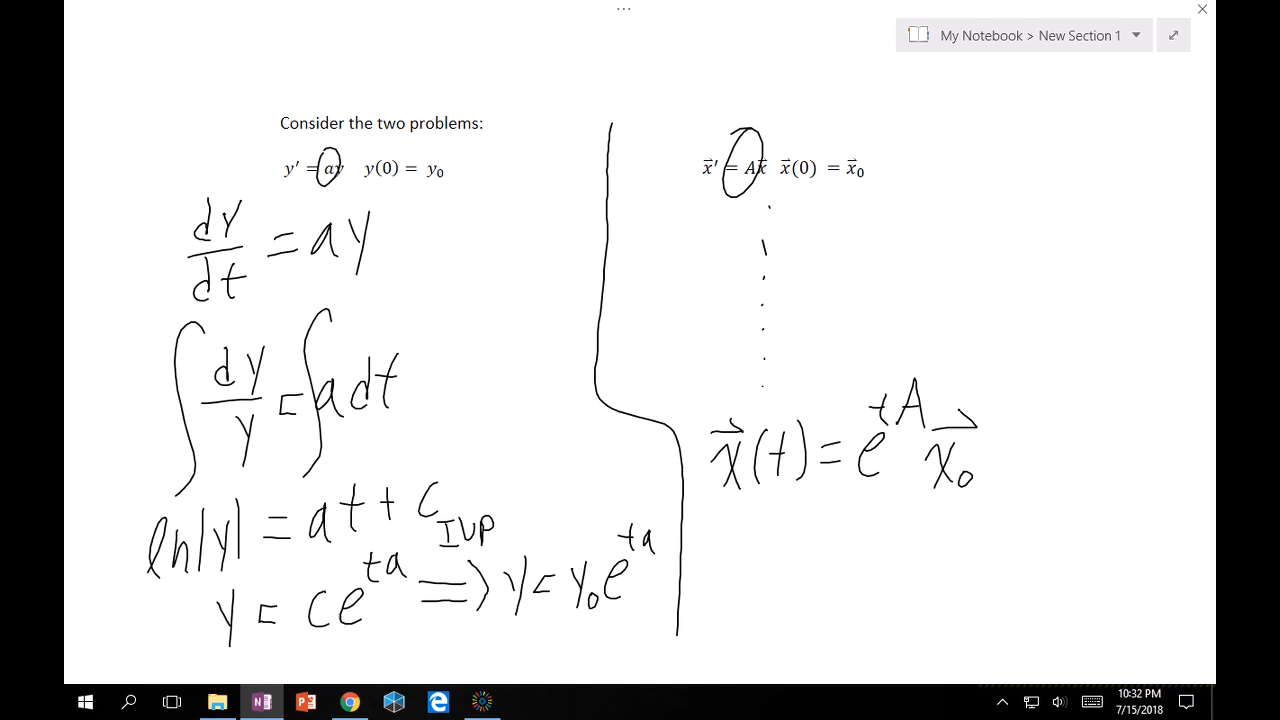 ...
My Notebook > New Section 1
Consider the two problems:
y′ = ay y(0) = y₀
dy/dt = ay
∫ dy/y = ∫ a dt
ln|y| = at + C
IVP
y = ce^{ta} ⟹ y = y₀e^{ta}
x⃗′ = Ax⃗ x⃗(0) = x⃗₀
x⃗(t) = e^{tA} x⃗₀
10:32 PM
7/15/2018